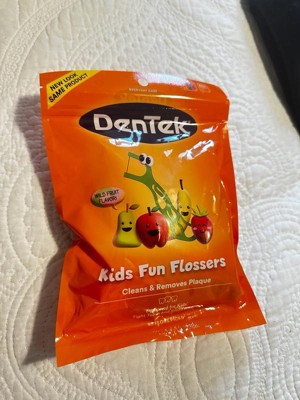 NEW LOOK
SAME PRODUCT
DenTek
WILD FRUIT
FLAVOR!
Kids Fun Flossers
Cleans & Removes Plaque